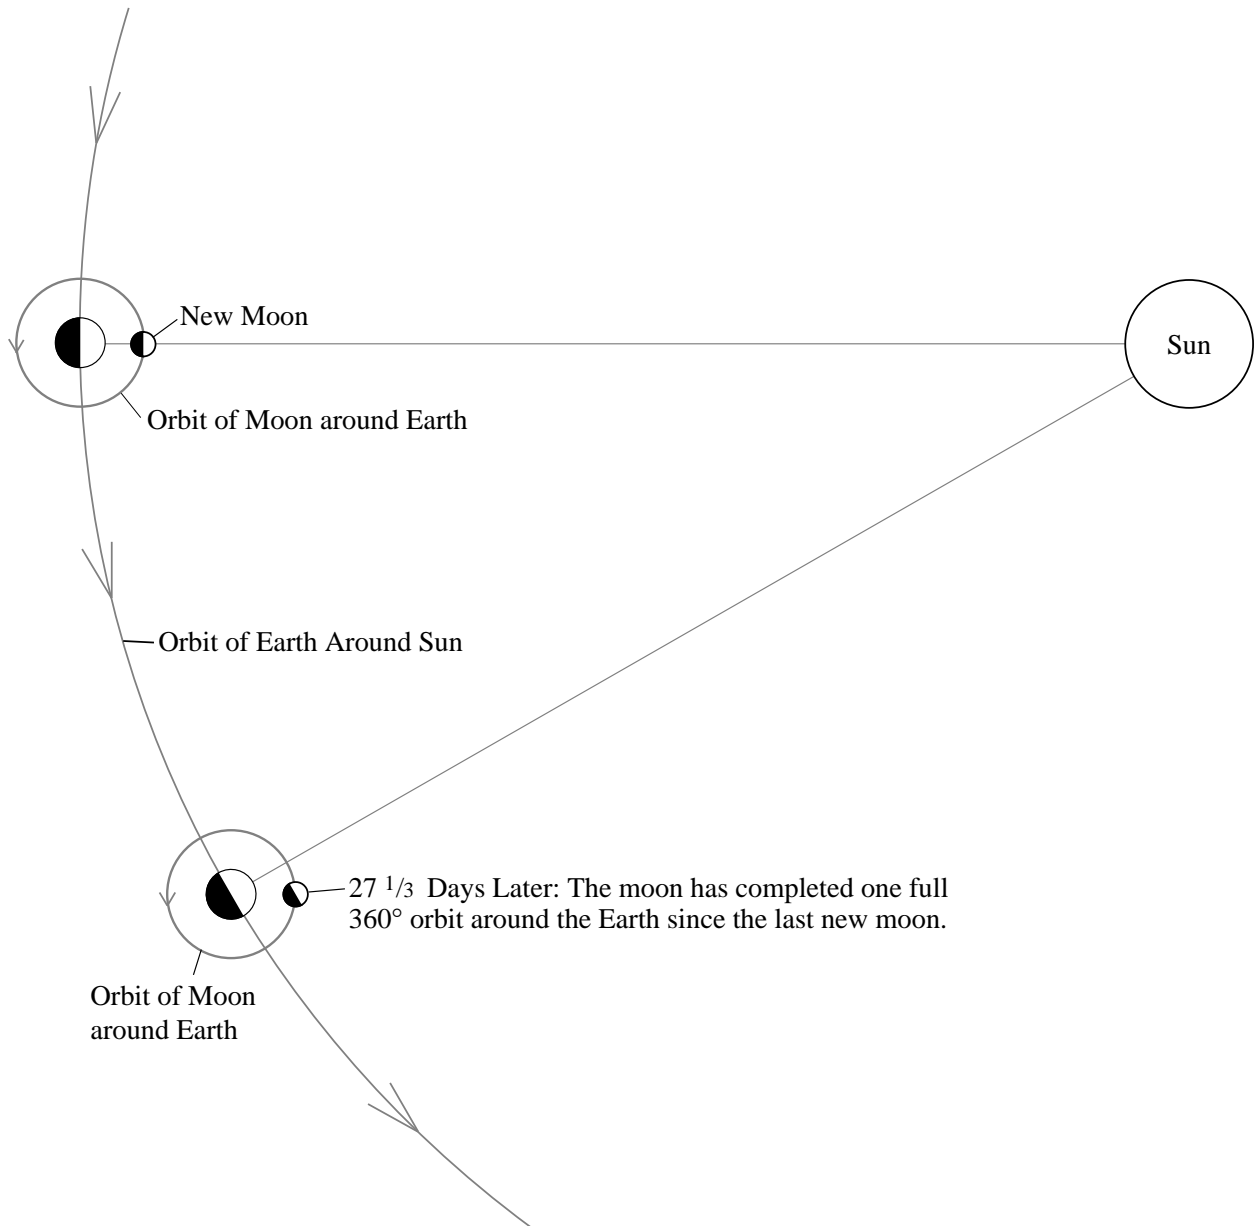 New Moon
Sun
Orbit of Moon around Earth
Orbit of Earth Around Sun
27 1/3 Days Later: The moon has completed one full
360° orbit around the Earth since the last new moon.
Orbit of Moon
around Earth